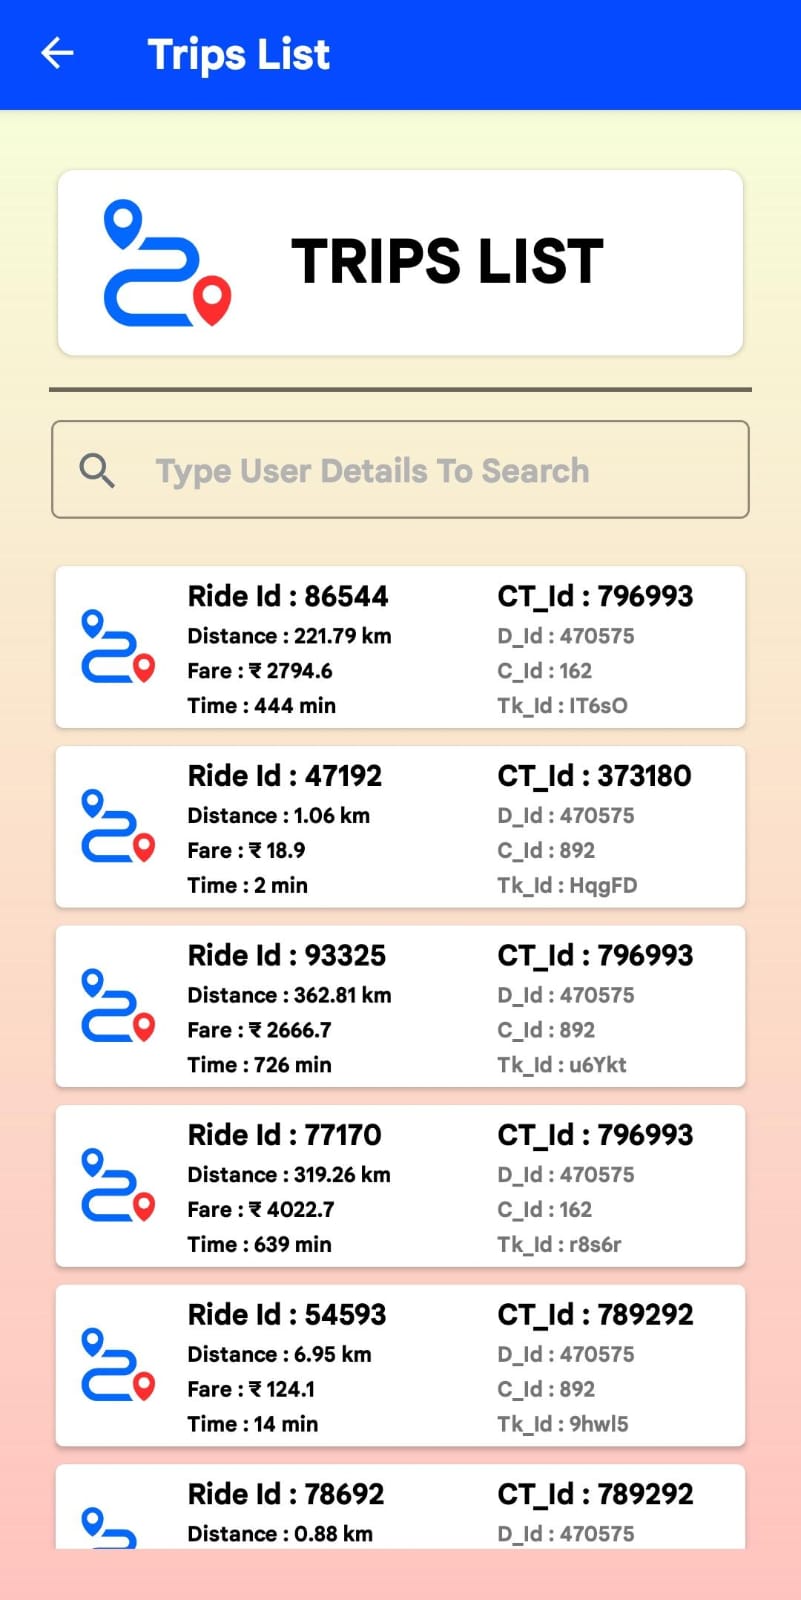 Trips List
TRIPS LIST
Type User Details To Search
Ride Id : 86544
Distance : 221.79 km
Fare : ₹ 2794.6
Time : 444 min
CT_Id : 796993
D_Id : 470575
C_Id : 162
Tk_Id : IT6sO
Ride Id : 47192
Distance : 1.06 km
Fare : ₹ 18.9
Time : 2 min
CT_Id : 373180
D_Id : 470575
C_Id : 892
Tk_Id : HqgFD
Ride Id : 93325
Distance : 362.81 km
Fare : ₹ 2666.7
Time : 726 min
CT_Id : 796993
D_Id : 470575
C_Id : 892
Tk_Id : u6Ykt
Ride Id : 77170
Distance : 319.26 km
Fare : ₹ 4022.7
Time : 639 min
CT_Id : 796993
D_Id : 470575
C_Id : 162
Tk_Id : r8s6r
Ride Id : 54593
Distance : 6.95 km
Fare : ₹ 124.1
Time : 14 min
CT_Id : 789292
D_Id : 470575
C_Id : 892
Tk_Id : 9hwl5
Ride Id : 78692
Distance : 0.88 km
CT_Id : 789292
D_Id : 470575